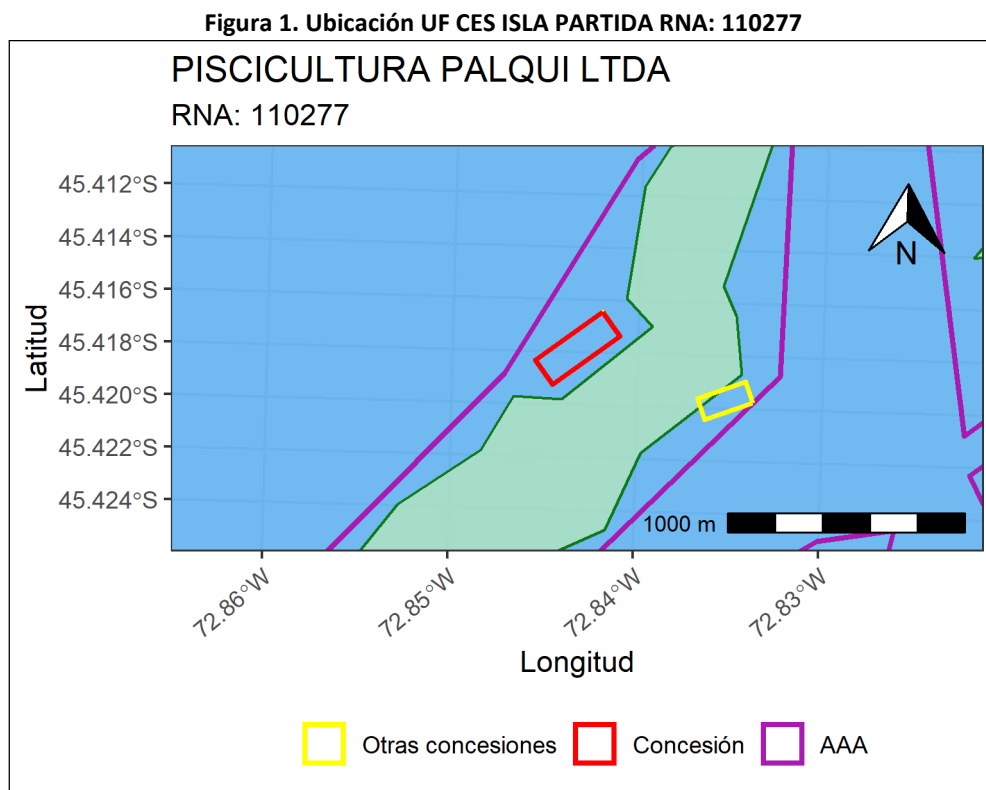 Figura 1. Ubicación UF CES ISLA PARTIDA RNA: 110277
PISCICULTURA PALQUI LTDA
RNA: 110277
45.412°S
45.414°S
45.416°S
45.418°S
45.420°S
45.422°S
45.424°S
Latitud
N
1000 m
72.86°W
72.85°W
72.84°W
72.83°W
Longitud
Otras concesiones
Concesión
AAA